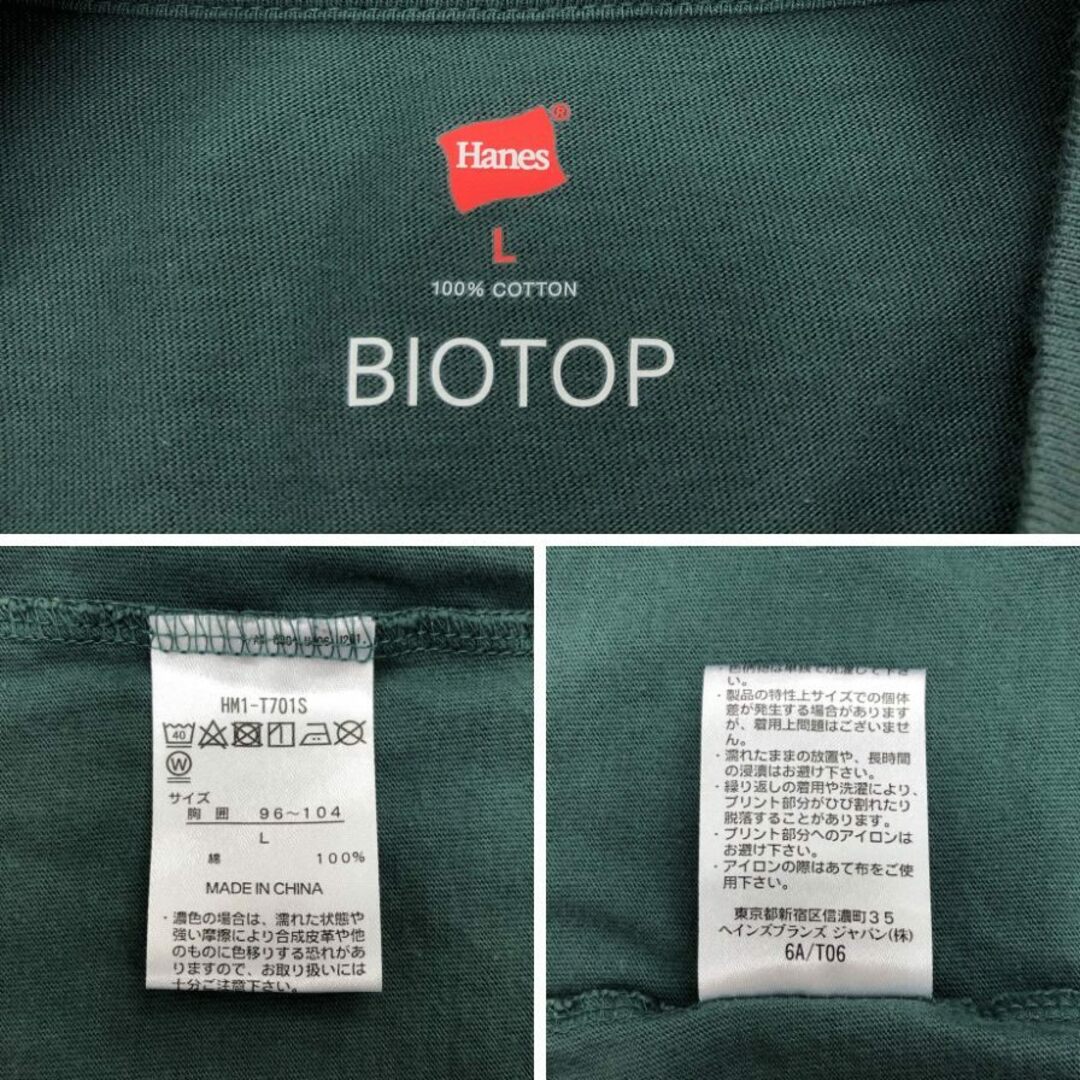 Hanes®
L
100% COTTON
BIOTOP
HM1-T701S
40
W
サイズ
胸 囲 96～104
L
綿 100%
MADE IN CHINA
・濃色の場合は、濡れた状態や
強い摩擦により合成皮革や他
のものに色移りする恐れがあ
りますので、お取り扱いには
十分ご注意下さい。
い。
・製品の特性上サイズでの個体
差が発生する場合があります
が、着用上問題はございませ
ん。
・濡れたままの放置や、長時間
の浸漬はお避け下さい。
・繰り返しの着用や洗濯により、
プリント部分がひび割れたり
脱落することがあります。
・プリント部分へのアイロンは
お避け下さい。
・アイロンの際はあて布をご使
用下さい。
東京都新宿区信濃町35
ヘインズブランズ ジャパン(株)
6A/T06